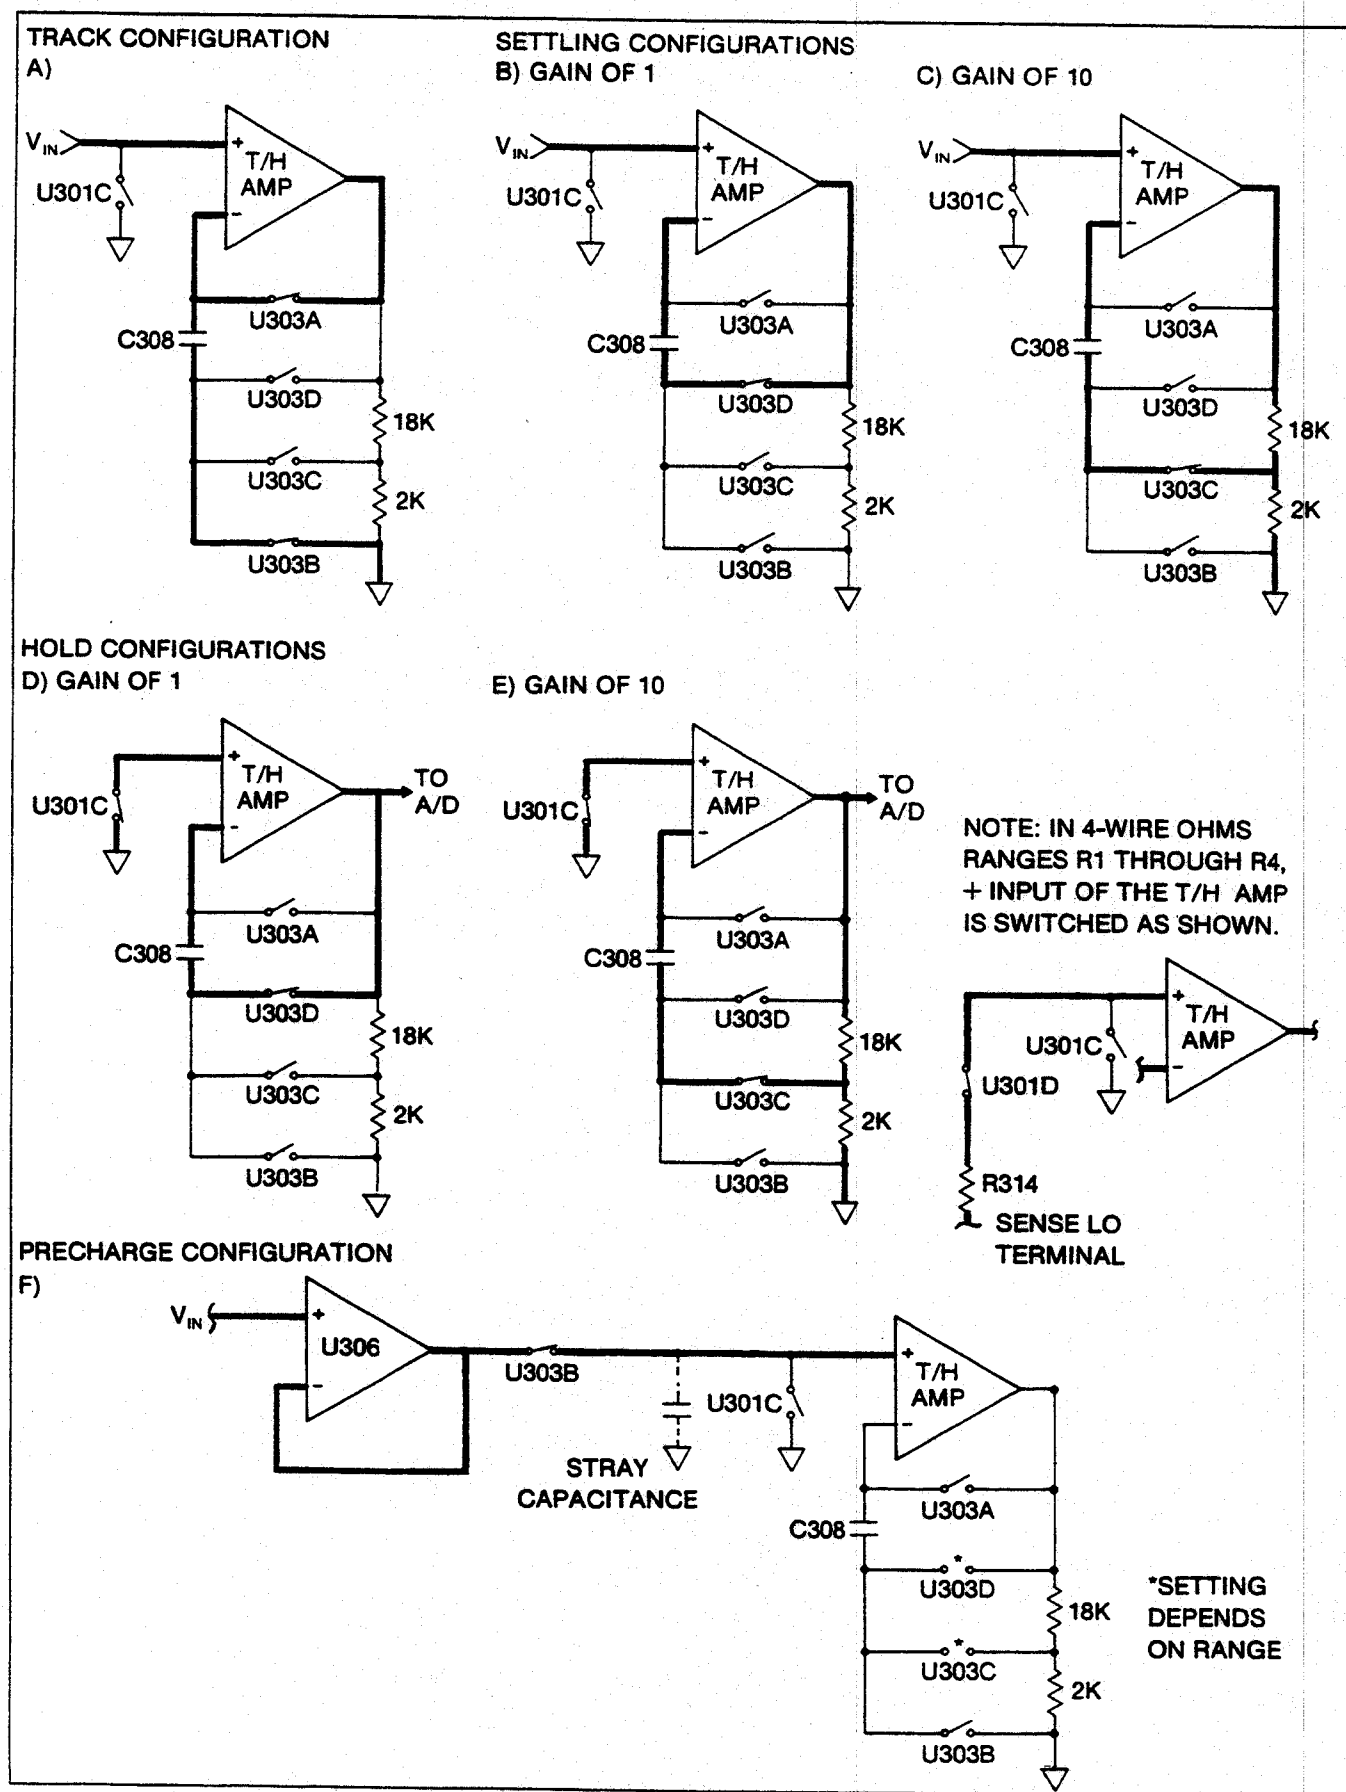 TRACK CONFIGURATION
A)
V_IN
+
T/H
AMP
U301C
-
U303A
C308
U303D
18K
U303C
2K
U303B
SETTLING CONFIGURATIONS
B) GAIN OF 1
V_IN
+
T/H
AMP
U301C
-
U303A
C308
U303D
18K
U303C
2K
U303B
C) GAIN OF 10
V_IN
+
T/H
AMP
U301C
-
U303A
C308
U303D
18K
U303C
2K
U303B
HOLD CONFIGURATIONS
D) GAIN OF 1
+
T/H
AMP
TO
A/D
U301C
-
U303A
C308
U303D
18K
U303C
2K
U303B
E) GAIN OF 10
+
T/H
AMP
TO
A/D
U301C
-
U303A
C308
U303D
18K
U303C
2K
U303B
NOTE: IN 4-WIRE OHMS
RANGES R1 THROUGH R4,
+ INPUT OF THE T/H AMP
IS SWITCHED AS SHOWN.
+
T/H
AMP
U301C
-
U301D
R314
SENSE LO
TERMINAL
PRECHARGE CONFIGURATION
F)
V_IN
+
U306
-
U303B
STRAY
CAPACITANCE
U301C
+
T/H
AMP
-
U303A
C308
*
U303D
18K
*
U303C
2K
U303B
*SETTING
DEPENDS
ON RANGE